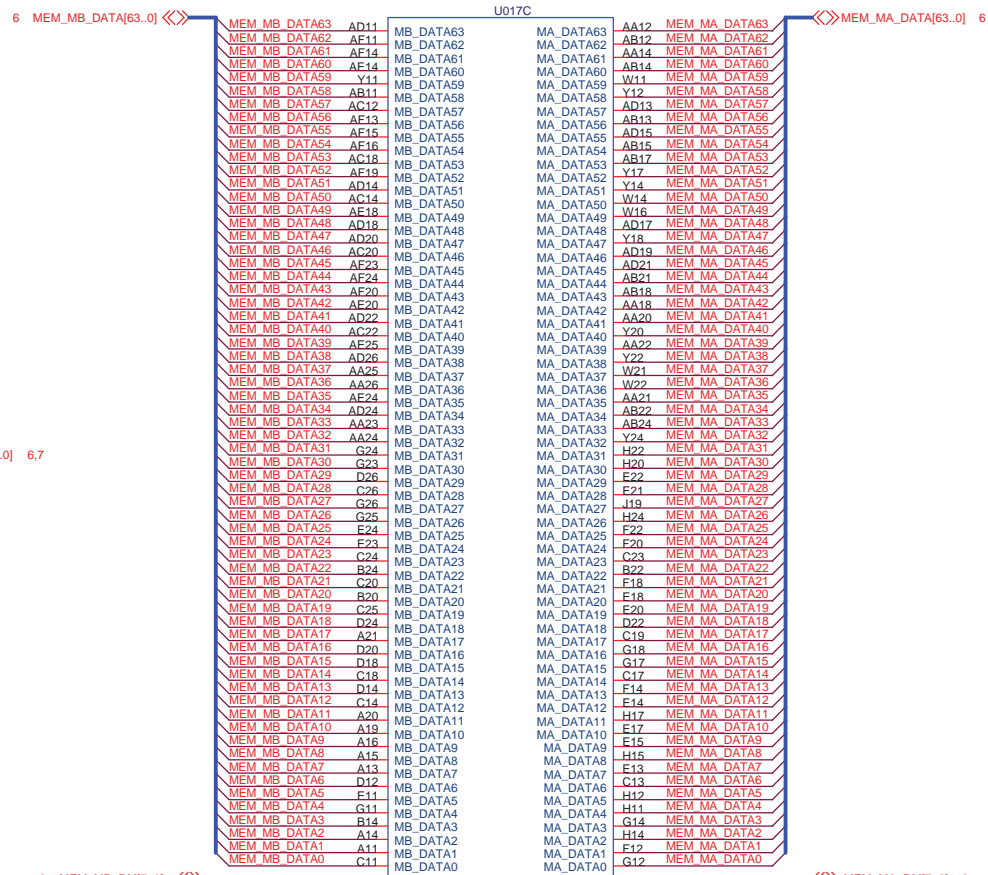 U017C
6 MEM_MB_DATA[63..0] MEM_MA_DATA[63..0] 6
MEM_MB_DATA63 AD11 MB_DATA63 MA_DATA63 AA12 MEM_MA_DATA63
MEM_MB_DATA62 AF11 MB_DATA62 MA_DATA62 AB12 MEM_MA_DATA62
MEM_MB_DATA61 AF14 MB_DATA61 MA_DATA61 AA14 MEM_MA_DATA61
MEM_MB_DATA60 AE14 MB_DATA60 MA_DATA60 AB14 MEM_MA_DATA60
MEM_MB_DATA59 Y11 MB_DATA59 MA_DATA59 W11 MEM_MA_DATA59
MEM_MB_DATA58 AB11 MB_DATA58 MA_DATA58 Y12 MEM_MA_DATA58
MEM_MB_DATA57 AC12 MB_DATA57 MA_DATA57 AD13 MEM_MA_DATA57
MEM_MB_DATA56 AF13 MB_DATA56 MA_DATA56 AB13 MEM_MA_DATA56
MEM_MB_DATA55 AF15 MB_DATA55 MA_DATA55 AD15 MEM_MA_DATA55
MEM_MB_DATA54 AF16 MB_DATA54 MA_DATA54 AB15 MEM_MA_DATA54
MEM_MB_DATA53 AC18 MB_DATA53 MA_DATA53 AB17 MEM_MA_DATA53
MEM_MB_DATA52 AF19 MB_DATA52 MA_DATA52 Y17 MEM_MA_DATA52
MEM_MB_DATA51 AD14 MB_DATA51 MA_DATA51 Y14 MEM_MA_DATA51
MEM_MB_DATA50 AC14 MB_DATA50 MA_DATA50 W14 MEM_MA_DATA50
MEM_MB_DATA49 AE18 MB_DATA49 MA_DATA49 W16 MEM_MA_DATA49
MEM_MB_DATA48 AD18 MB_DATA48 MA_DATA48 AD17 MEM_MA_DATA48
MEM_MB_DATA47 AD20 MB_DATA47 MA_DATA47 Y18 MEM_MA_DATA47
MEM_MB_DATA46 AC20 MB_DATA46 MA_DATA46 AD19 MEM_MA_DATA46
MEM_MB_DATA45 AF23 MB_DATA45 MA_DATA45 AD21 MEM_MA_DATA45
MEM_MB_DATA44 AF24 MB_DATA44 MA_DATA44 AB21 MEM_MA_DATA44
MEM_MB_DATA43 AF20 MB_DATA43 MA_DATA43 AB18 MEM_MA_DATA43
MEM_MB_DATA42 AE20 MB_DATA42 MA_DATA42 AA18 MEM_MA_DATA42
MEM_MB_DATA41 AD22 MB_DATA41 MA_DATA41 AA20 MEM_MA_DATA41
MEM_MB_DATA40 AC22 MB_DATA40 MA_DATA40 Y20 MEM_MA_DATA40
MEM_MB_DATA39 AE25 MB_DATA39 MA_DATA39 AA22 MEM_MA_DATA39
MEM_MB_DATA38 AD26 MB_DATA38 MA_DATA38 Y22 MEM_MA_DATA38
MEM_MB_DATA37 AA25 MB_DATA37 MA_DATA37 W21 MEM_MA_DATA37
MEM_MB_DATA36 AA26 MB_DATA36 MA_DATA36 W22 MEM_MA_DATA36
MEM_MB_DATA35 AE24 MB_DATA35 MA_DATA35 AA21 MEM_MA_DATA35
MEM_MB_DATA34 AD24 MB_DATA34 MA_DATA34 AB22 MEM_MA_DATA34
MEM_MB_DATA33 AA23 MB_DATA33 MA_DATA33 AB24 MEM_MA_DATA33
MEM_MB_DATA32 AA24 MB_DATA32 MA_DATA32 Y24 MEM_MA_DATA32
.0] 6,7 MEM_MB_DATA31 G24 MB_DATA31 MA_DATA31 H22 MEM_MA_DATA31
MEM_MB_DATA30 G23 MB_DATA30 MA_DATA30 H20 MEM_MA_DATA30
MEM_MB_DATA29 D26 MB_DATA29 MA_DATA29 E22 MEM_MA_DATA29
MEM_MB_DATA28 C26 MB_DATA28 MA_DATA28 E21 MEM_MA_DATA28
MEM_MB_DATA27 G26 MB_DATA27 MA_DATA27 J19 MEM_MA_DATA27
MEM_MB_DATA26 G25 MB_DATA26 MA_DATA26 H24 MEM_MA_DATA26
MEM_MB_DATA25 E24 MB_DATA25 MA_DATA25 F22 MEM_MA_DATA25
MEM_MB_DATA24 E23 MB_DATA24 MA_DATA24 F20 MEM_MA_DATA24
MEM_MB_DATA23 C24 MB_DATA23 MA_DATA23 C23 MEM_MA_DATA23
MEM_MB_DATA22 B24 MB_DATA22 MA_DATA22 B22 MEM_MA_DATA22
MEM_MB_DATA21 C20 MB_DATA21 MA_DATA21 F18 MEM_MA_DATA21
MEM_MB_DATA20 B20 MB_DATA20 MA_DATA20 E18 MEM_MA_DATA20
MEM_MB_DATA19 C25 MB_DATA19 MA_DATA19 E20 MEM_MA_DATA19
MEM_MB_DATA18 D24 MB_DATA18 MA_DATA18 D22 MEM_MA_DATA18
MEM_MB_DATA17 A21 MB_DATA17 MA_DATA17 C19 MEM_MA_DATA17
MEM_MB_DATA16 D20 MB_DATA16 MA_DATA16 G18 MEM_MA_DATA16
MEM_MB_DATA15 D18 MB_DATA15 MA_DATA15 G17 MEM_MA_DATA15
MEM_MB_DATA14 C18 MB_DATA14 MA_DATA14 C17 MEM_MA_DATA14
MEM_MB_DATA13 D14 MB_DATA13 MA_DATA13 F14 MEM_MA_DATA13
MEM_MB_DATA12 C14 MB_DATA12 MA_DATA12 E14 MEM_MA_DATA12
MEM_MB_DATA11 A20 MB_DATA11 MA_DATA11 H17 MEM_MA_DATA11
MEM_MB_DATA10 A19 MB_DATA10 MA_DATA10 E17 MEM_MA_DATA10
MEM_MB_DATA9 A16 MB_DATA9 MA_DATA9 E15 MEM_MA_DATA9
MEM_MB_DATA8 A15 MB_DATA8 MA_DATA8 H15 MEM_MA_DATA8
MEM_MB_DATA7 A13 MB_DATA7 MA_DATA7 E13 MEM_MA_DATA7
MEM_MB_DATA6 D12 MB_DATA6 MA_DATA6 C13 MEM_MA_DATA6
MEM_MB_DATA5 E11 MB_DATA5 MA_DATA5 H12 MEM_MA_DATA5
MEM_MB_DATA4 G11 MB_DATA4 MA_DATA4 H11 MEM_MA_DATA4
MEM_MB_DATA3 B14 MB_DATA3 MA_DATA3 G14 MEM_MA_DATA3
MEM_MB_DATA2 A14 MB_DATA2 MA_DATA2 H14 MEM_MA_DATA2
MEM_MB_DATA1 A11 MB_DATA1 MA_DATA1 F12 MEM_MA_DATA1
MEM_MB_DATA0 C11 MB_DATA0 MA_DATA0 G12 MEM_MA_DATA0